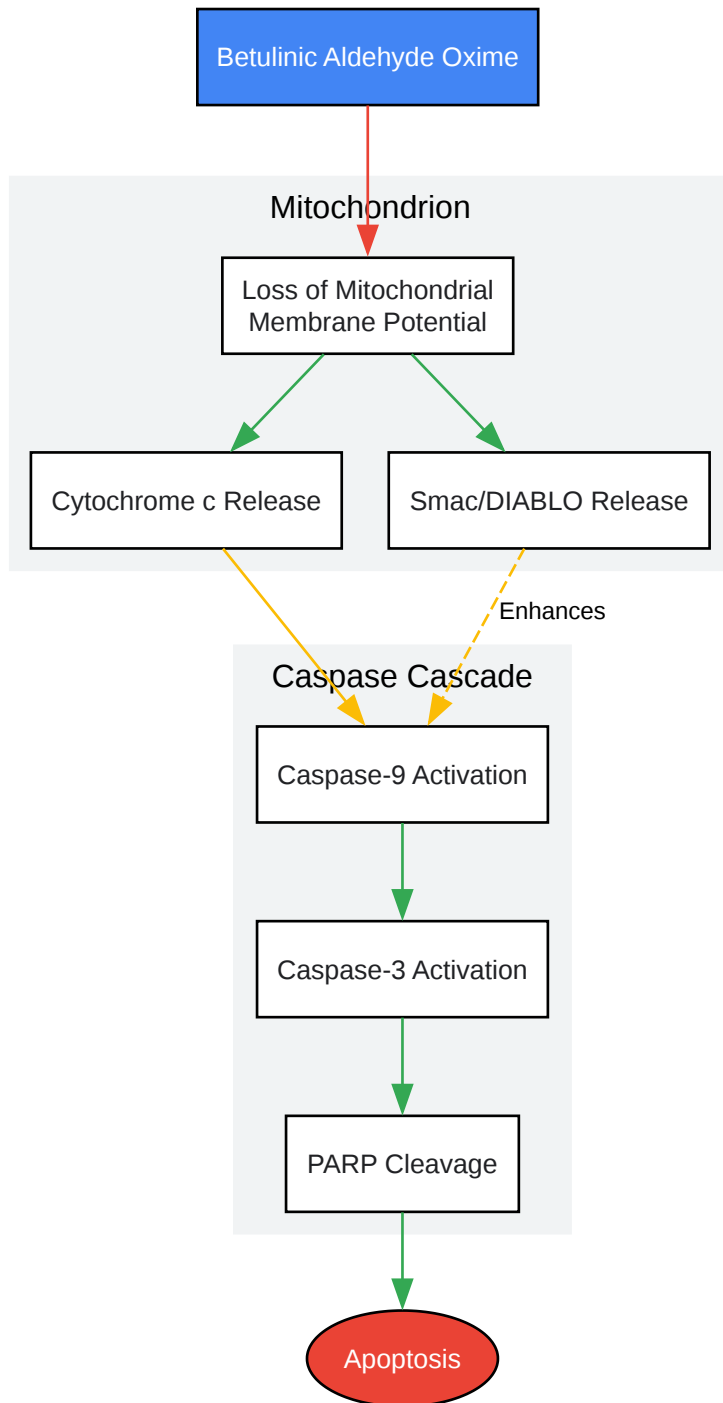 Betulinic Aldehyde Oxime
Mitochondrion
Loss of Mitochondrial
Membrane Potential
Cytochrome c Release
Smac/DIABLO Release
Enhances
Caspase Cascade
Caspase-9 Activation
Caspase-3 Activation
PARP Cleavage
Apoptosis